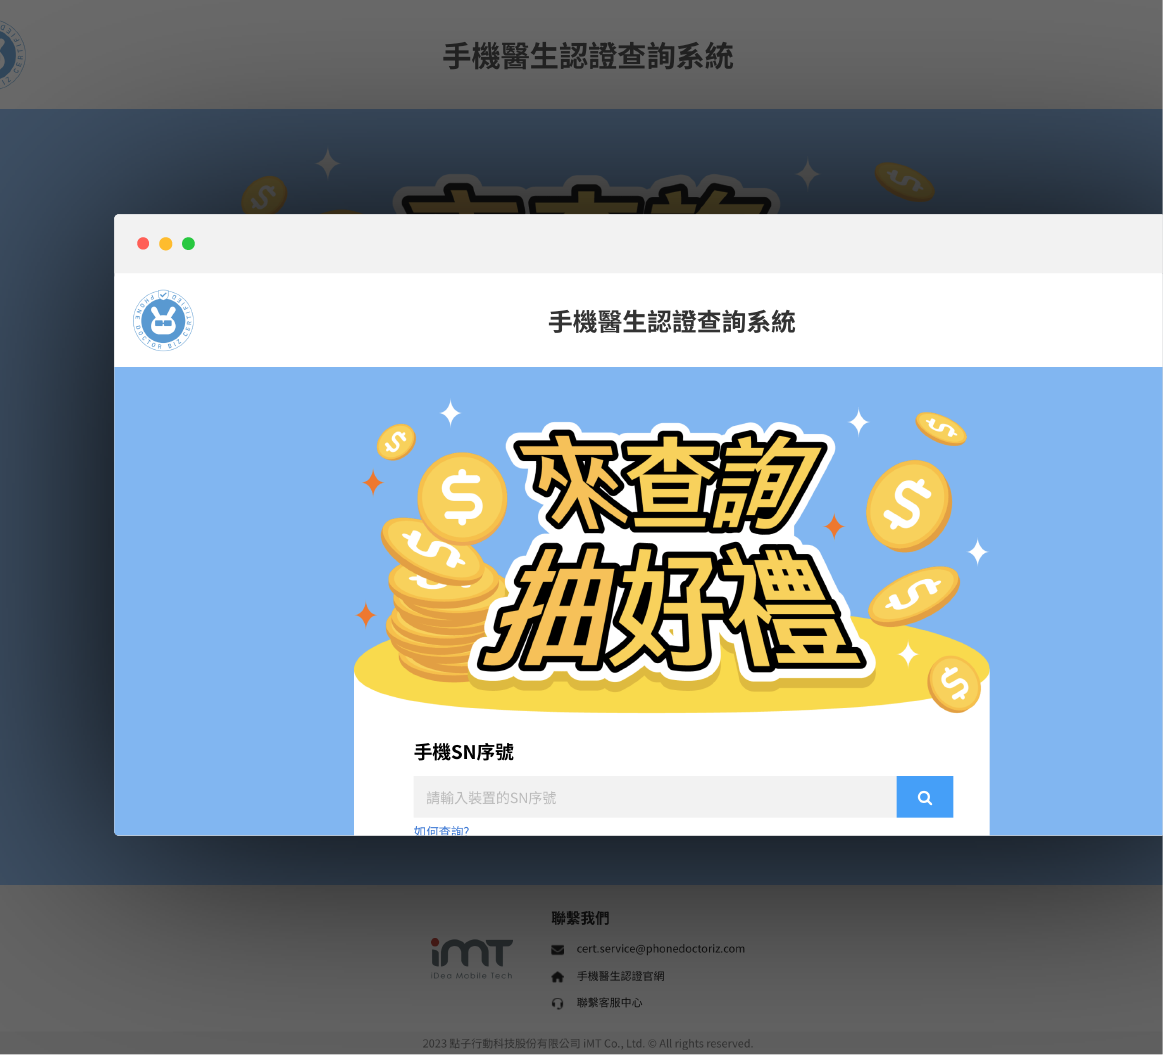 手機醫生認證查詢系統
手機醫生認證查詢系統
PHONE DOCTOR BIZ CERTIFIED
來查詢
抽好禮
手機SN序號
請輸入裝置的SN序號
如何查詢?
聯繫我們
iMT
iDea Mobile Tech
cert.service@phonedoctoriz.com
手機醫生認證官網
聯繫客服中心
2023 點子行動科技股份有限公司 iMT Co., Ltd. © All rights reserved.